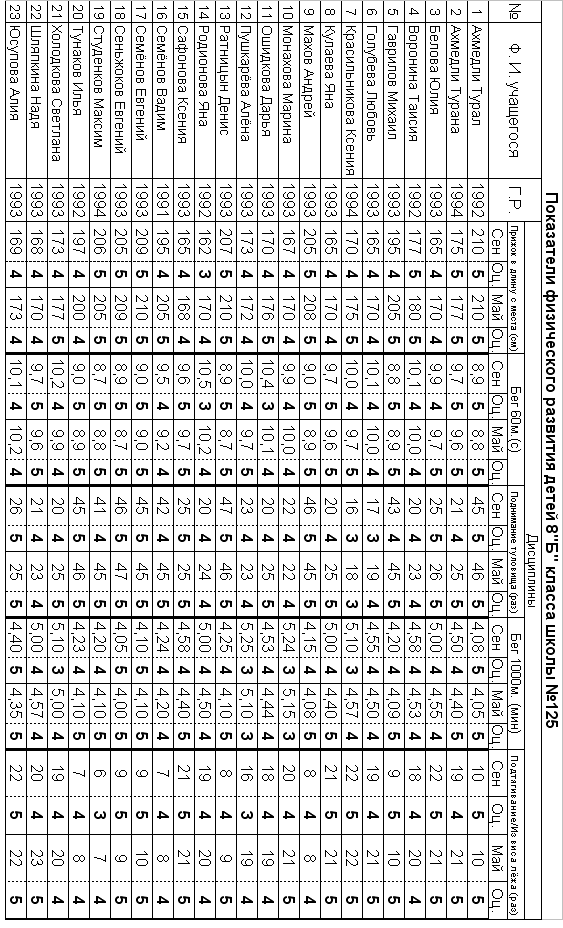 Показатели физического развития детей 8"Б" класса школы №125
№ Ф. И. учащегося Г.Р. Дисциплины
Прыжок в длину с места (см) Бег 60м (с) Поднимание туловища (раз) Бег 1000м (мин) Подтягивание/Из виса лёжа (раз)
Сен Оц. Май Оц. Сен Оц. Май Оц. Сен Оц. Май Оц. Сен Оц. Май Оц. Сен Оц. Май Оц.
1 Ахмедли Турал 1992 210 5 210 5 8,9 5 8,8 5 45 5 46 5 4,08 5 4,05 5 10 5 10 5
2 Ахмедли Турана 1994 175 5 177 5 9,7 5 9,6 5 21 4 25 5 4,50 4 4,40 5 19 4 21 5
3 Белова Юлия 1993 165 4 170 4 9,9 4 9,7 5 25 5 26 5 5,00 4 4,55 4 22 5 21 5
4 Воронина Таисия 1992 177 5 180 5 10,1 4 10,0 4 20 4 23 4 4,58 4 4,53 4 18 4 21 5
5 Гаврилов Михаил 1993 195 5 205 5 8,8 5 8,9 5 43 5 45 5 4,20 4 4,09 5 9 5 10 5
6 Голубева Любовь 1993 165 4 170 4 10,1 4 10,0 4 17 3 19 4 4,55 4 4,50 4 19 4 21 5
7 Красильникова Ксения 1994 170 4 175 5 10,0 4 9,7 5 16 3 18 3 5,10 3 4,57 4 22 5 22 5
8 Кулаева Яна 1993 165 4 170 4 9,7 5 9,6 5 20 4 25 5 5,00 4 4,40 5 21 5 21 5
9 Махов Андрей 1993 205 5 208 5 8,9 5 8,9 5 46 5 45 5 4,15 4 4,08 5 8 4 8 4
10 Монахова Марина 1993 167 4 170 4 9,9 4 10,0 4 22 4 22 4 5,24 3 5,15 3 20 4 21 5
11 Ошидкова Дарья 1993 170 4 176 5 10,4 3 10,1 4 20 4 25 5 4,53 4 4,44 4 18 4 19 4
12 Пушкарёва Алёна 1993 173 4 172 4 10,0 4 9,7 5 23 4 23 4 5,12 3 5,10 3 16 3 19 4
13 Ратницын Денис 1993 207 5 210 5 8,9 5 8,7 5 47 5 46 5 4,25 4 4,10 5 8 4 9 5
14 Родионова Яна 1992 162 3 170 4 10,5 3 10,2 4 20 4 24 4 5,00 4 4,50 4 19 4 20 4
15 Сафонова Ксения 1993 165 4 168 4 9,6 5 9,7 5 25 5 25 5 4,58 4 4,40 5 21 5 21 5
16 Семёнов Вадим 1991 195 4 205 5 9,5 4 9,2 4 42 4 45 5 4,24 4 4,20 4 7 4 8 4
17 Семёнов Евгений 1993 209 5 210 5 9,0 5 9,0 5 45 5 45 5 4,10 5 4,10 5 9 5 10 5
18 Сеньжоков Евгений 1993 205 5 209 5 8,9 5 8,7 5 46 5 47 5 4,05 5 4,00 5 9 5 9 5
19 Студенков Максим 1994 206 5 205 5 8,7 5 8,8 5 41 4 45 5 4,20 4 4,10 5 6 3 7 4
20 Тунаков Илья 1992 197 4 200 4 9,0 5 8,9 5 45 5 46 5 4,23 4 4,10 5 7 4 8 4
21 Холодкова Светлана 1993 173 4 177 5 10,2 4 9,9 4 20 4 25 5 5,10 3 5,00 4 19 4 20 4
22 Шляпкина Надя 1993 168 4 170 4 9,7 5 9,6 5 21 4 23 4 5,00 4 4,57 4 20 4 23 5
23 Юсупова Алия 1993 169 4 173 4 10,1 4 10,2 4 26 5 25 5 4,40 5 4,35 5 22 5 22 5